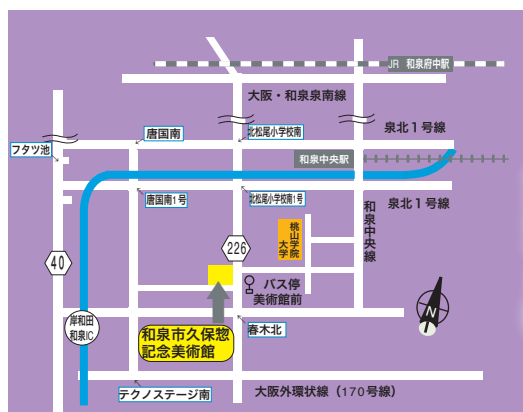 JR 和泉府中駅
大阪・和泉泉南線
唐国南
北松尾小学校南
泉北1号線
フタツ池
和泉中央駅
唐国南1号
北松尾小学校南1号
泉北1号線
和泉中央線
桃山学院
大学
226
40
バス停
美術館前
岸和田
和泉IC
和泉市久保惣
記念美術館
春木北
N
テクノステージ南
大阪外環状線（170号線）